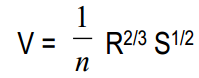 V = 1/n R^2/3 S^1/2